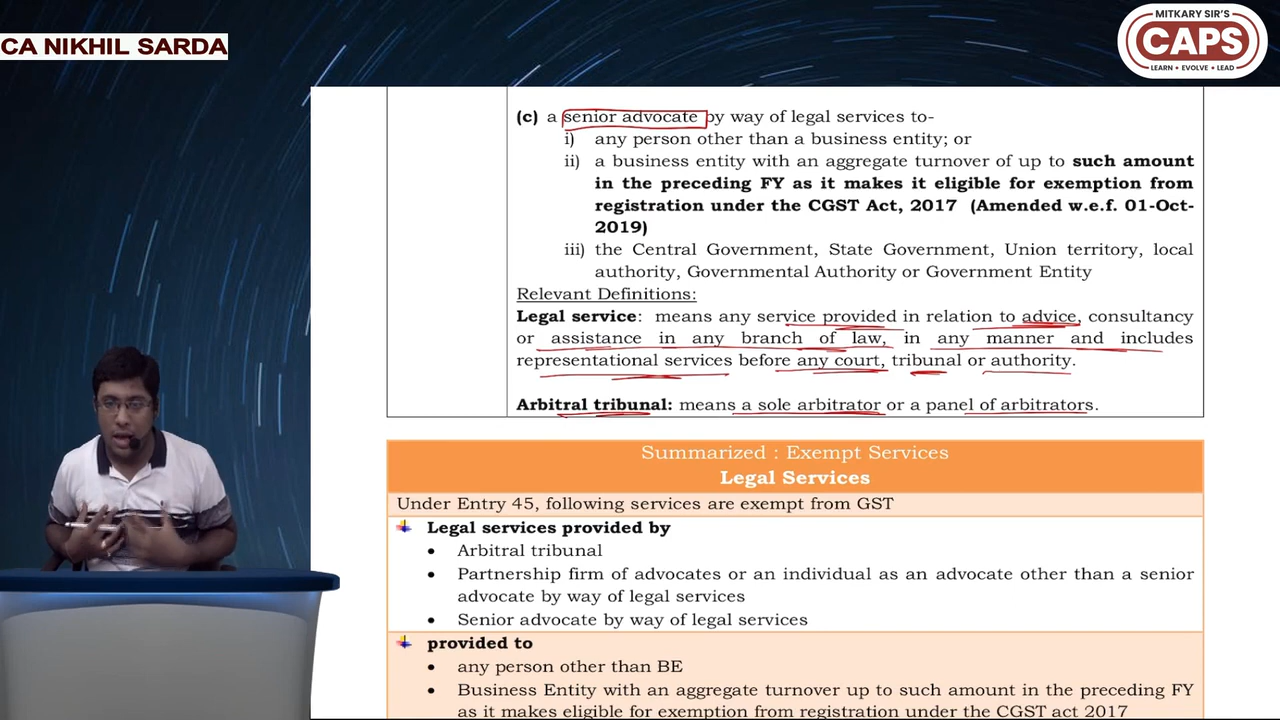 CA NIKHIL SARDA
MITKARY SIR'S
CAPS
LEARN • EVOLVE • LEAD
(c) a senior advocate by way of legal services to-
i) any person other than a business entity; or
ii) a business entity with an aggregate turnover of up to such amount
in the preceding FY as it makes it eligible for exemption from
registration under the CGST Act, 2017 (Amended w.e.f. 01-Oct-
2019)
iii) the Central Government, State Government, Union territory, local
authority, Governmental Authority or Government Entity
Relevant Definitions:
Legal service: means any service provided in relation to advice, consultancy
or assistance in any branch of law, in any manner and includes
representational services before any court, tribunal or authority.
Arbitral tribunal: means a sole arbitrator or a panel of arbitrators.
Summarized : Exempt Services
Legal Services
Under Entry 45, following services are exempt from GST
Legal services provided by
• Arbitral tribunal
• Partnership firm of advocates or an individual as an advocate other than a senior
advocate by way of legal services
• Senior advocate by way of legal services
provided to
• any person other than BE
• Business Entity with an aggregate turnover up to such amount in the preceding FY
as it makes eligible for exemption from registration under the CGST act 2017